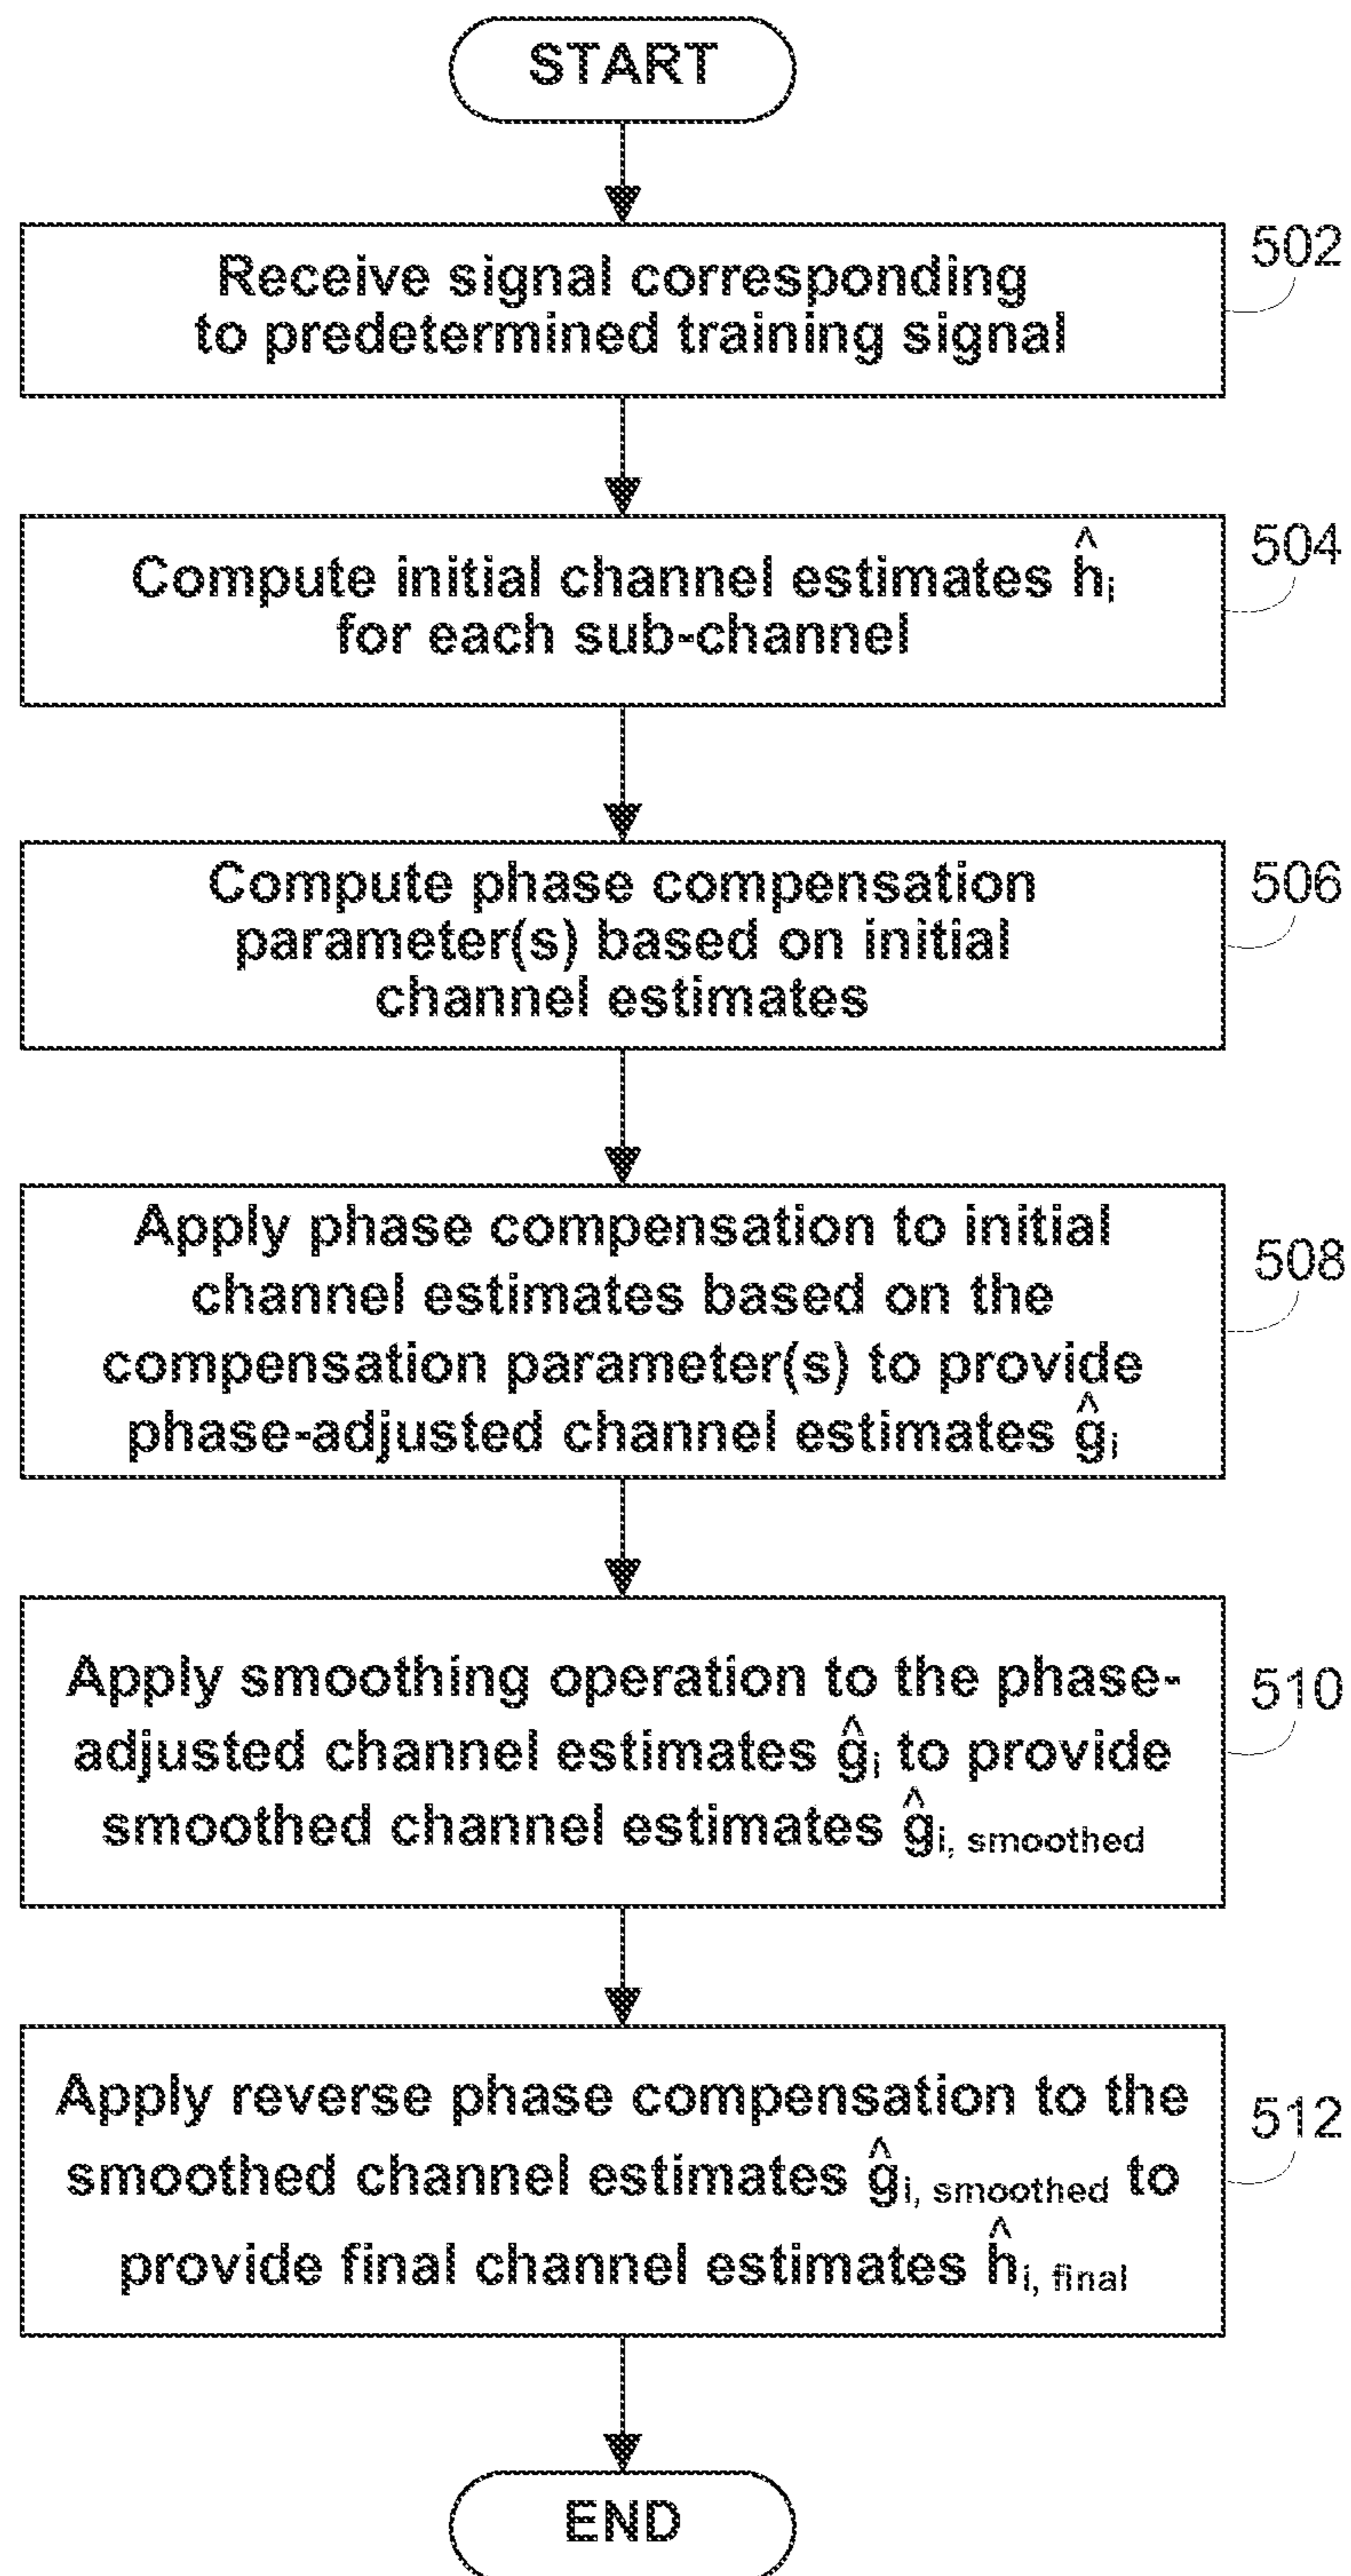 START
Receive signal corresponding
to predetermined training signal
502
Compute initial channel estimates ĥi
for each sub-channel
504
Compute phase compensation
parameter(s) based on initial
channel estimates
506
Apply phase compensation to initial
channel estimates based on the
compensation parameter(s) to provide
phase-adjusted channel estimates ĝi
508
Apply smoothing operation to the phase-
adjusted channel estimates ĝi to provide
smoothed channel estimates ĝi, smoothed
510
Apply reverse phase compensation to the
smoothed channel estimates ĝi, smoothed to
provide final channel estimates ĥi, final
512
END